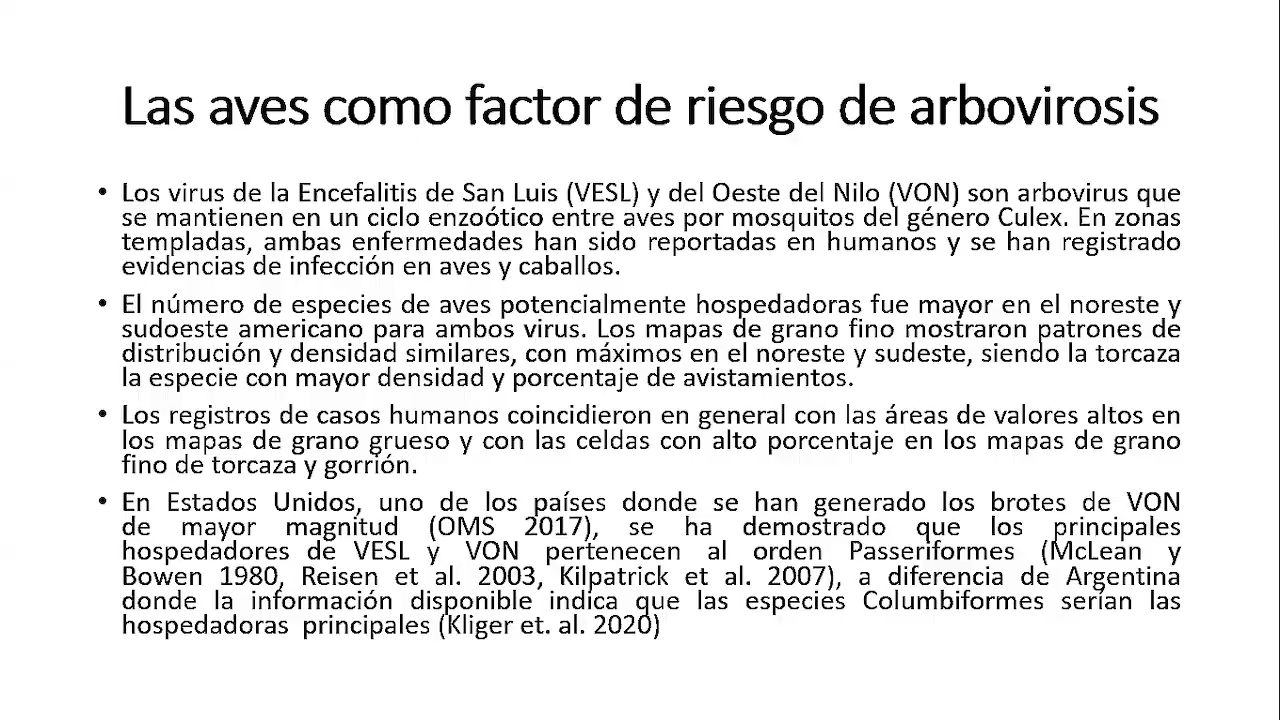 Las aves como factor de riesgo de arbovirosis
• Los virus de la Encefalitis de San Luis (VESL) y del Oeste del Nilo (VON) son arbovirus que
se mantienen en un ciclo enzoótico entre aves por mosquitos del género Culex. En zonas
templadas, ambas enfermedades han sido reportadas en humanos y se han registrado
evidencias de infección en aves y caballos.
• El número de especies de aves potencialmente hospedadoras fue mayor en el noreste y
sudoeste americano para ambos virus. Los mapas de grano fino mostraron patrones de
distribución y densidad similares, con máximos en el noreste y sudeste, siendo la torcaza
la especie con mayor densidad y porcentaje de avistamientos.
• Los registros de casos humanos coincidieron en general con las áreas de valores altos en
los mapas de grano grueso y con las celdas con alto porcentaje en los mapas de grano
fino de torcaza y gorrión.
• En Estados Unidos, uno de los países donde se han generado los brotes de VON
de mayor magnitud (OMS 2017), se ha demostrado que los principales
hospedadores de VESL y VON pertenecen al orden Passeriformes (McLean y
Bowen 1980, Reisen et al. 2003, Kilpatrick et al. 2007), a diferencia de Argentina
donde la información disponible indica que las especies Columbiformes serían las
hospedadoras principales (Kliger et. al. 2020)